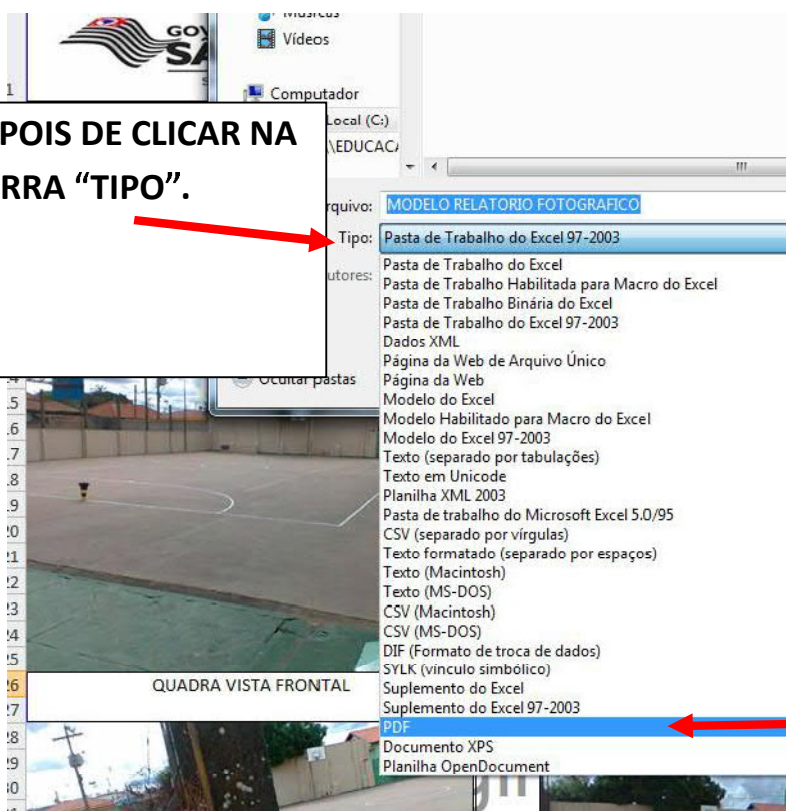 GOV
SÃ
Músicas
Vídeos
Computador
Local (C:)
\EDUCAC
1
POIS DE CLICAR NA
RRA “TIPO”.
rquivo: MODELO RELATORIO FOTOGRAFICO
Tipo: Pasta de Trabalho do Excel 97-2003
utores:
Pasta de Trabalho do Excel
Pasta de Trabalho Habilitada para Macro do Excel
Pasta de Trabalho Binária do Excel
Pasta de Trabalho do Excel 97-2003
Dados XML
Página da Web de Arquivo Único
Página da Web
Modelo do Excel
Modelo Habilitado para Macro do Excel
Modelo do Excel 97-2003
Texto (separado por tabulações)
Texto em Unicode
Planilha XML 2003
Pasta de trabalho do Microsoft Excel 5.0/95
CSV (separado por vírgulas)
Texto formatado (separado por espaços)
Texto (Macintosh)
Texto (MS-DOS)
CSV (Macintosh)
CSV (MS-DOS)
DIF (Formato de troca de dados)
SYLK (vínculo simbólico)
Suplemento do Excel
Suplemento do Excel 97-2003
PDF
Documento XPS
Planilha OpenDocument
Ocultar pastas
QUADRA VISTA FRONTAL